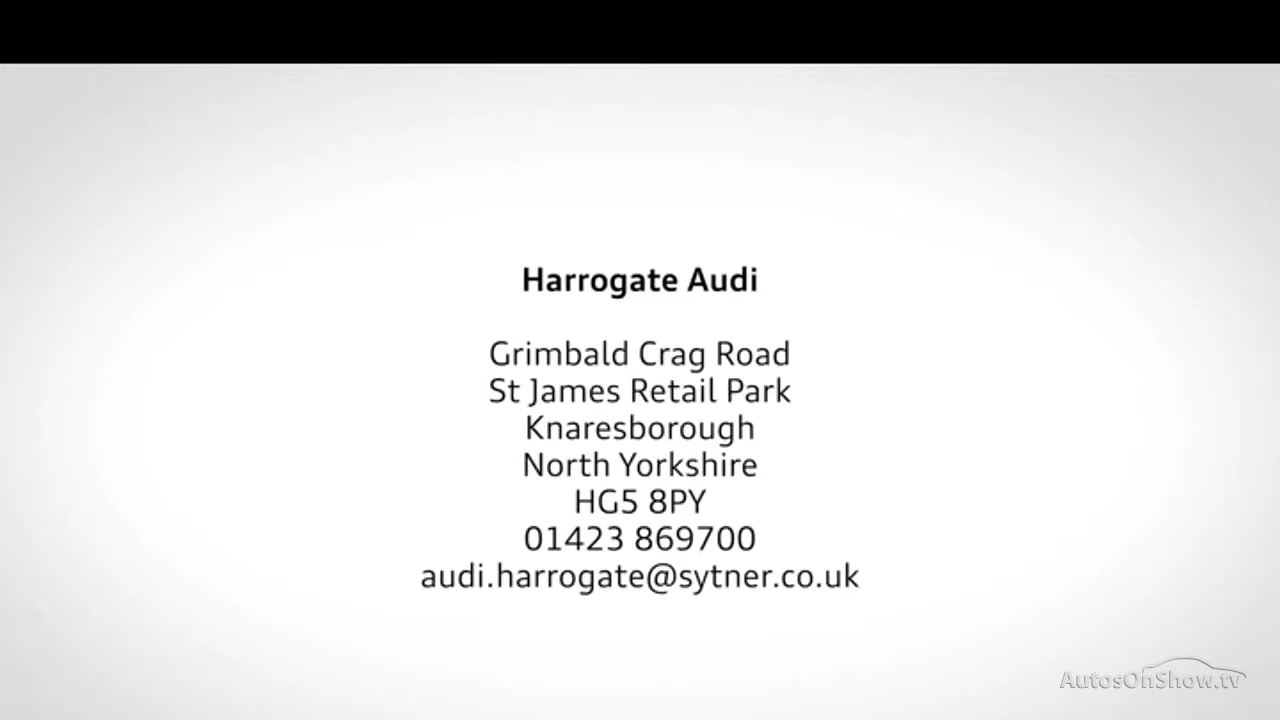 Harrogate Audi
Grimbald Crag Road
St James Retail Park
Knaresborough
North Yorkshire
HG5 8PY
01423 869700
audi.harrogate@sytner.co.uk
AutosOnShow.tv